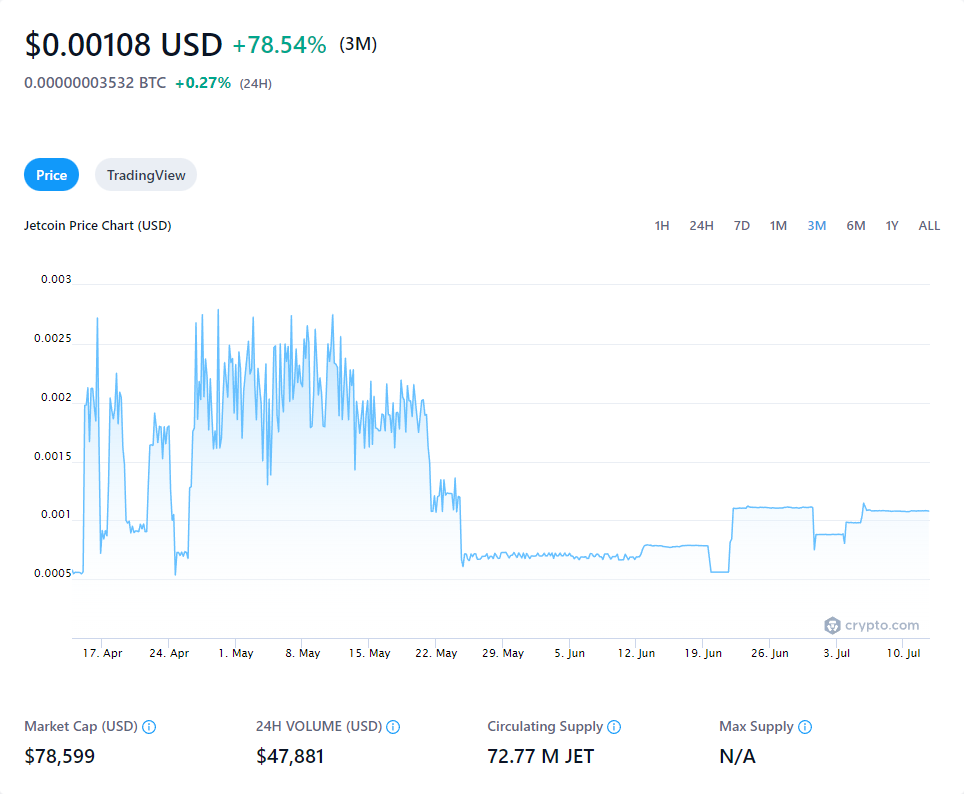 $0.00108 USD +78.54% (3M)
0.00000003532 BTC +0.27% (24H)
Price TradingView
Jetcoin Price Chart (USD) 1H 24H 7D 1M 3M 6M 1Y ALL
0.003
0.0025
0.002
0.0015
0.001
0.0005
crypto.com
17. Apr 24. Apr 1. May 8. May 15. May 22. May 29. May 5. Jun 12. Jun 19. Jun 26. Jun 3. Jul 10. Jul
Market Cap (USD) 24H VOLUME (USD) Circulating Supply Max Supply
$78,599 $47,881 72.77 M JET N/A